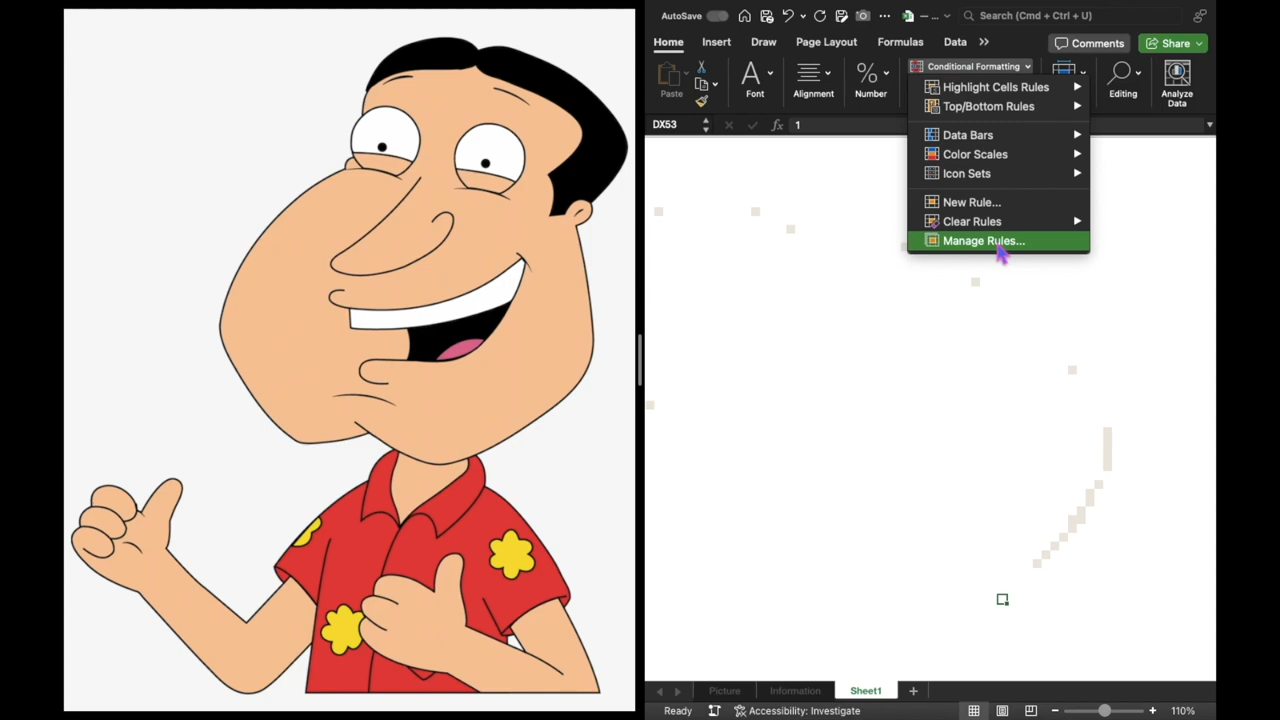 AutoSave
— ...
Search (Cmd + Ctrl + U)
Home Insert Draw Page Layout Formulas Data
Comments
Share
Paste
Font
Alignment
Number
Conditional Formatting
Editing
Analyze
Data
Highlight Cells Rules
Top/Bottom Rules
Data Bars
Color Scales
Icon Sets
New Rule...
Clear Rules
Manage Rules...
DX53
fx 1
Picture Information Sheet1
Ready
Accessibility: Investigate
110%